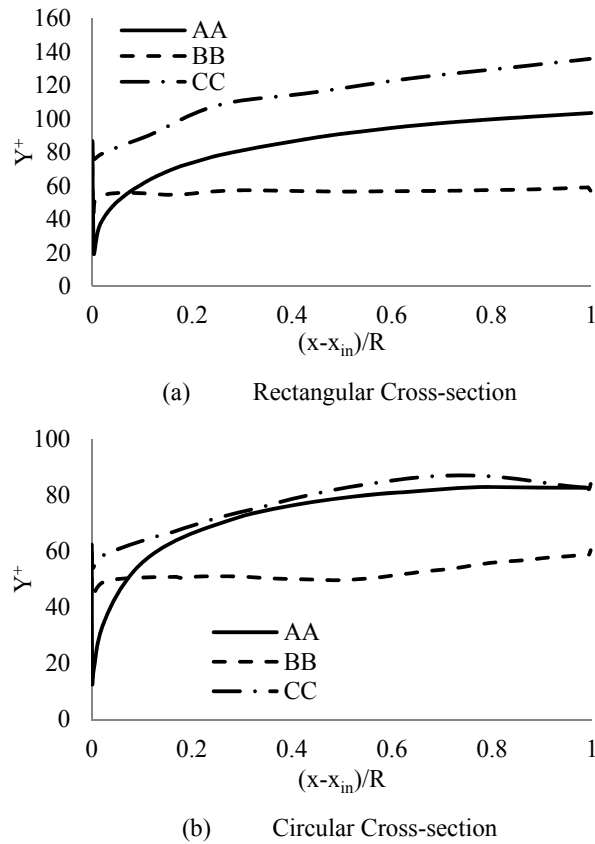 160
140
120
100
80
60
40
20
0
Y+
AA
BB
CC
0 0.2 0.4 0.6 0.8 1
(x-xin)/R
(a) Rectangular Cross-section
100
80
60
40
20
0
Y+
AA
BB
CC
0 0.2 0.4 0.6 0.8 1
(x-xin)/R
(b) Circular Cross-section